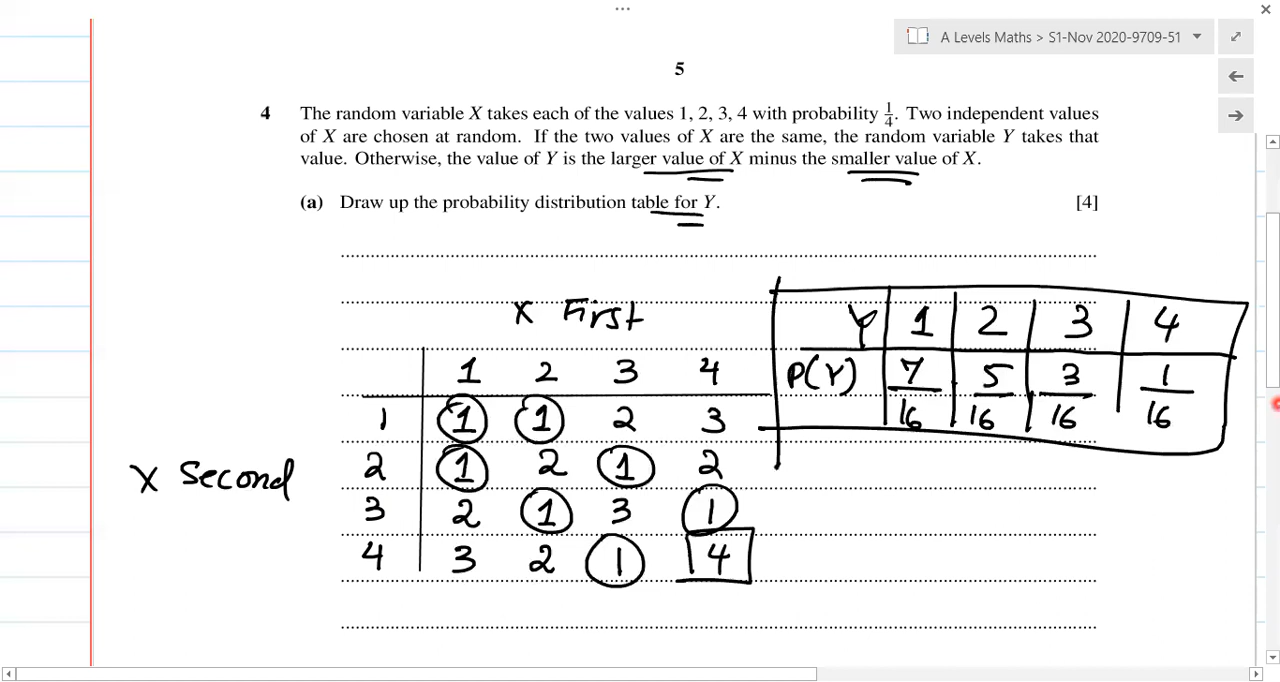 ...
A Levels Maths > S1-Nov 2020-9709-51
5
4 The random variable X takes each of the values 1, 2, 3, 4 with probability 1/4. Two independent values
of X are chosen at random. If the two values of X are the same, the random variable Y takes that
value. Otherwise, the value of Y is the larger value of X minus the smaller value of X.
(a) Draw up the probability distribution table for Y. [4]
X First
1 2 3 4
1 1 1 2 3
X Second
2 1 2 1 2
3 2 1 3 1
4 3 2 1 4
Y 1 2 3 4
P(Y) 7/16 5/16 3/16 1/16